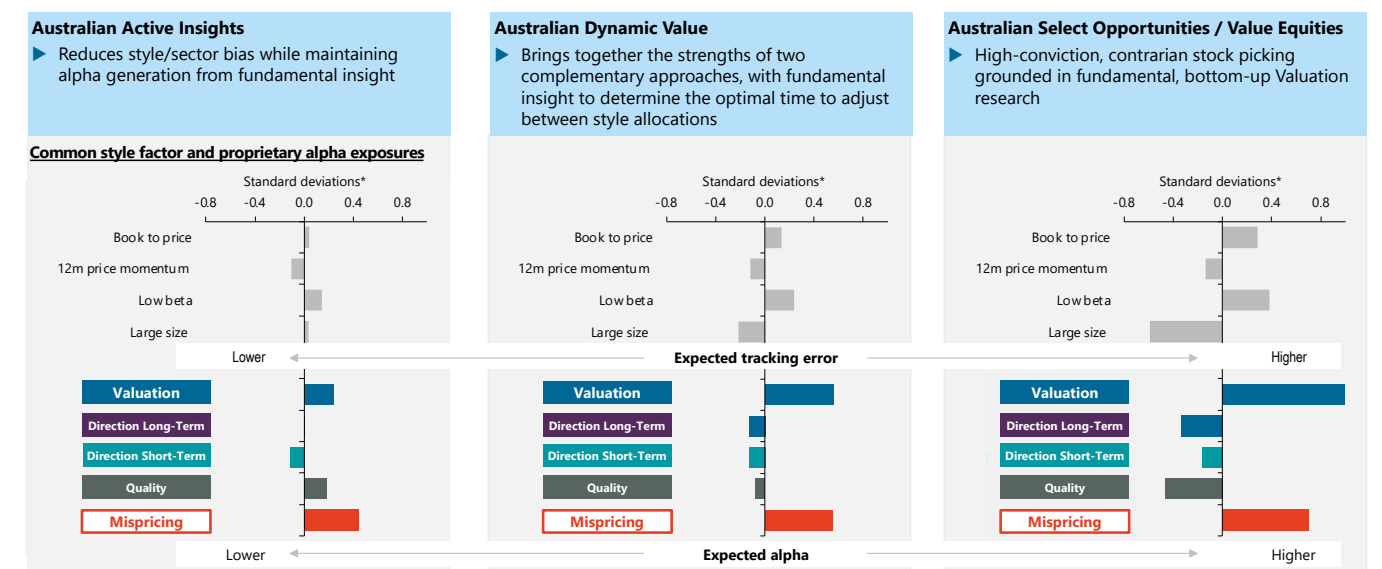 Australian Active Insights
▶ Reduces style/sector bias while maintaining
alpha generation from fundamental insight
Australian Dynamic Value
▶ Brings together the strengths of two
complementary approaches, with fundamental
insight to determine the optimal time to adjust
between style allocations
Australian Select Opportunities / Value Equities
▶ High-conviction, contrarian stock picking
grounded in fundamental, bottom-up Valuation
research
Common style factor and proprietary alpha exposures
Standard deviations*
-0.8 -0.4 0.0 0.4 0.8
Book to price
12m price momentum
Low beta
Large size
Standard deviations*
-0.8 -0.4 0.0 0.4 0.8
Book to price
12m price momentum
Low beta
Large size
Standard deviations*
-0.8 -0.4 0.0 0.4 0.8
Book to price
12m price momentum
Low beta
Large size
Lower Expected tracking error Higher
Valuation
Direction Long-Term
Direction Short-Term
Quality
Mispricing
Valuation
Direction Long-Term
Direction Short-Term
Quality
Mispricing
Valuation
Direction Long-Term
Direction Short-Term
Quality
Mispricing
Lower Expected alpha Higher